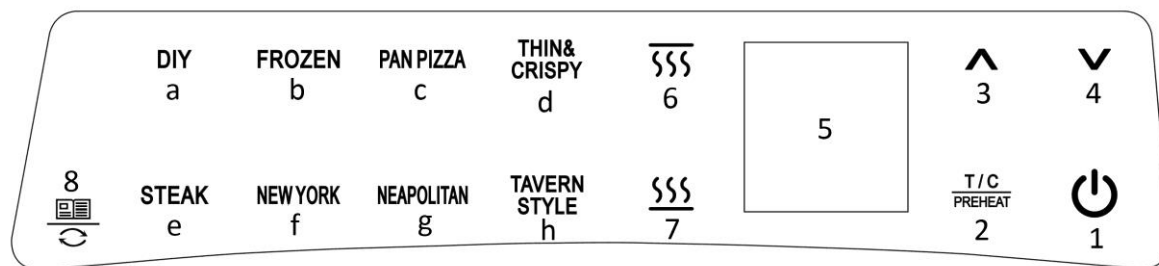 DIY
a
FROZEN
b
PAN PIZZA
c
THIN&
CRISPY
d
6
5
3
4
8
STEAK
e
NEW YORK
f
NEAPOLITAN
g
TAVERN
STYLE
h
7
T/C
PREHEAT
2
1